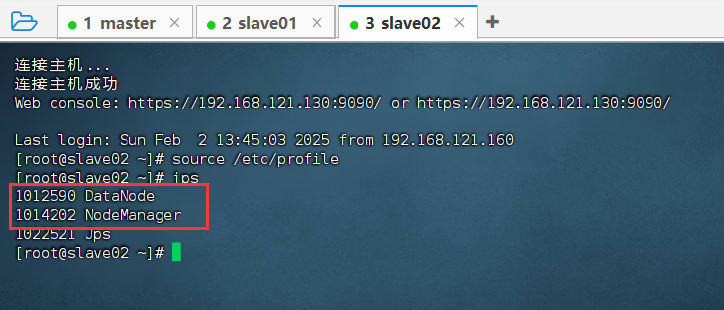 1 master × 2 slave01 × 3 slave02 × +
连接主机...
连接主机成功
Web console: https://192.168.121.130:9090/ or https://192.168.121.130:9090/
Last login: Sun Feb  2 13:45:03 2025 from 192.168.121.160
[root@slave02 ~]# source /etc/profile
[root@slave02 ~]# jps
1012590 DataNode
1014202 NodeManager
1022521 Jps
[root@slave02 ~]#